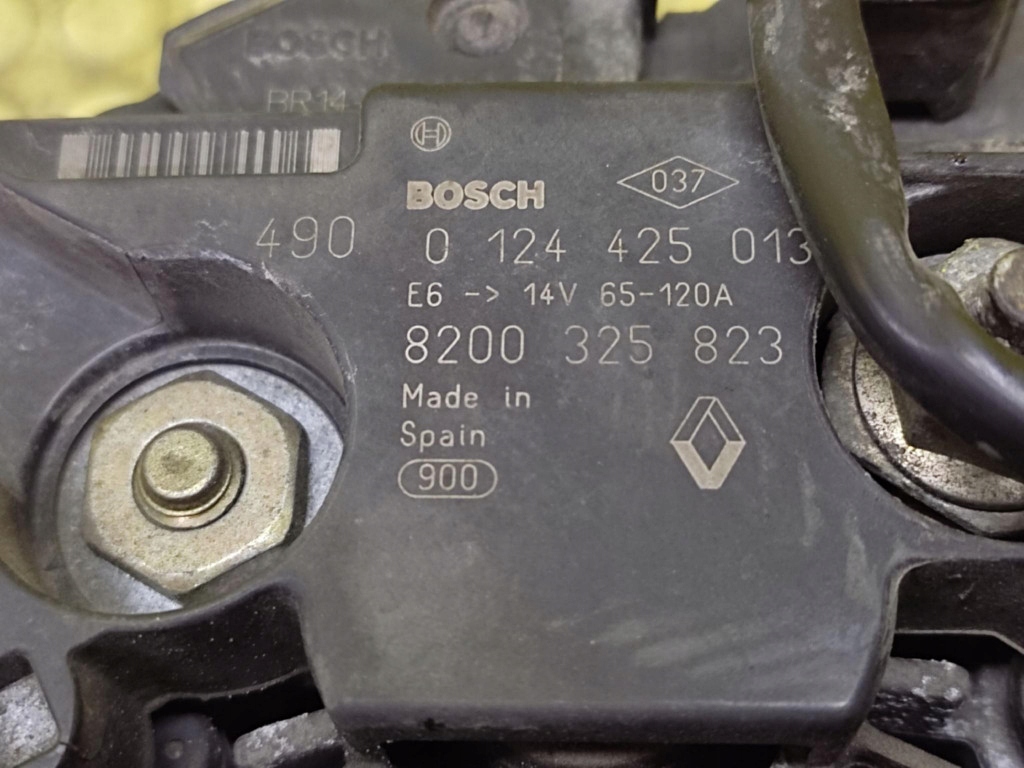 BOSCH
BR14
BOSCH
037
490 0 124 425 013
E6 -> 14V 65-120A
8200 325 823
Made in
Spain
900